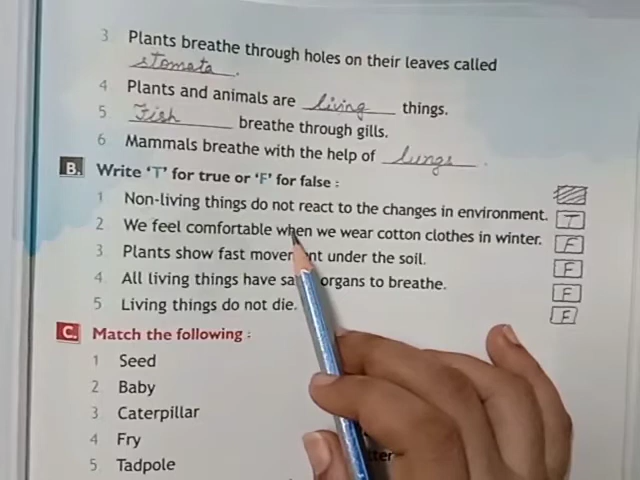 3 Plants breathe through holes on their leaves called
stomata.
4 Plants and animals are living things.
5 Fish breathe through gills.
6 Mammals breathe with the help of lungs.
B. Write 'T' for true or 'F' for false :
1 Non-living things do not react to the changes in environment. T
2 We feel comfortable when we wear cotton clothes in winter. F
3 Plants show fast movement under the soil. F
4 All living things have sa organs to breathe. F
5 Living things do not die. F
C. Match the following :
1 Seed
2 Baby
3 Caterpillar
4 Fry
5 Tadpole